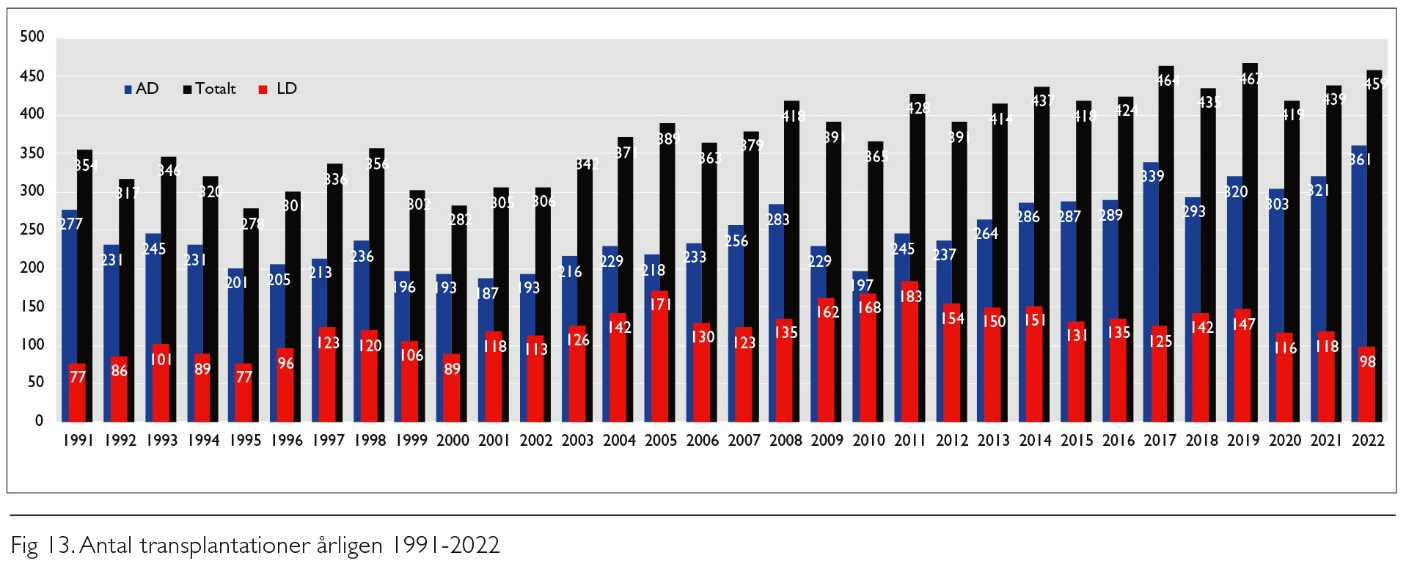 500
450
400
350
300
250
200
150
100
50
0
AD Totalt LD
354 317 346 320 278 301 336 356 302 282 305 306 342 371 389 363 379 418 391 365 428 391 414 437 418 424 464 435 467 419 439 459
277 231 245 231 201 205 213 236 196 193 187 193 216 229 218 233 256 283 229 197 245 237 264 286 287 289 339 293 320 303 321 361
77 86 101 89 77 96 123 120 106 89 118 113 126 142 171 130 123 135 162 168 183 154 150 151 131 135 125 142 147 116 118 98
1991 1992 1993 1994 1995 1996 1997 1998 1999 2000 2001 2002 2003 2004 2005 2006 2007 2008 2009 2010 2011 2012 2013 2014 2015 2016 2017 2018 2019 2020 2021 2022
Fig 13. Antal transplantationer årligen 1991-2022